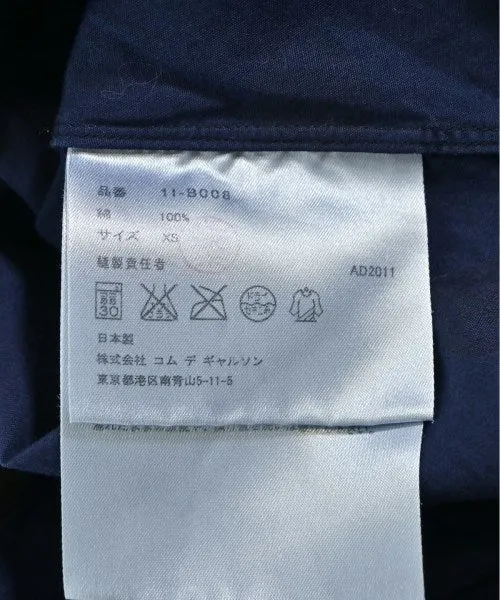 品番 11-B008
綿 100%
サイズ XS
縫製責任者
AD2011
30
日本製
株式会社 コム デ ギャルソン
東京都港区南青山5-11-5